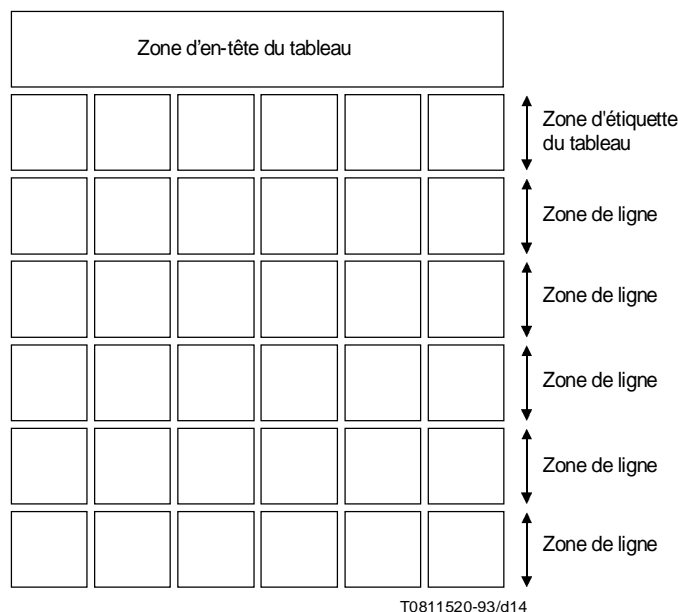 Zone d'en-tête du tableau
Zone d'étiquette
du tableau
Zone de ligne
Zone de ligne
Zone de ligne
Zone de ligne
Zone de ligne
T0811520-93/d14